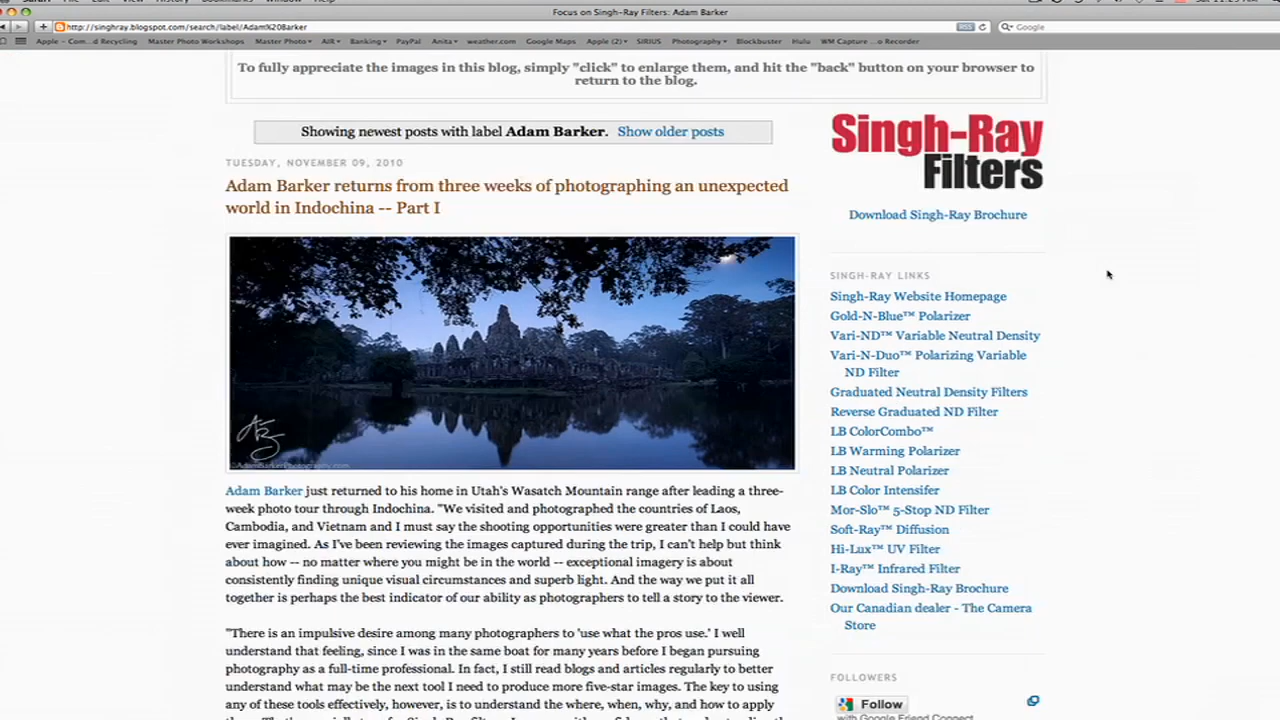 Bookmarks Window Help
Focus on Singh-Ray Filters: Adam Barker
http://singhray.blogspot.com/search/label/Adam%20Barker RSS Google
Apple – Com…d Recycling Master Photo Workshops Master Photo AIR Banking PayPal Anita weather.com Google Maps Apple (2) SIRIUS Photography Blockbuster Hulu WM Capture …o Recorder
To fully appreciate the images in this blog, simply "click" to enlarge them, and hit the "back" button on your browser to
return to the blog.
Showing newest posts with label Adam Barker. Show older posts
TUESDAY, NOVEMBER 09, 2010
Adam Barker returns from three weeks of photographing an unexpected
world in Indochina -- Part I
©AdamBarkerPhotography.com
Adam Barker just returned to his home in Utah's Wasatch Mountain range after leading a three-
week photo tour through Indochina. "We visited and photographed the countries of Laos,
Cambodia, and Vietnam and I must say the shooting opportunities were greater than I could have
ever imagined. As I've been reviewing the images captured during the trip, I can't help but think
about how -- no matter where you might be in the world -- exceptional imagery is about
consistently finding unique visual circumstances and superb light. And the way we put it all
together is perhaps the best indicator of our ability as photographers to tell a story to the viewer.
"There is an impulsive desire among many photographers to 'use what the pros use.' I well
understand that feeling, since I was in the same boat for many years before I began pursuing
photography as a full-time professional. In fact, I still read blogs and articles regularly to better
understand what may be the next tool I need to produce more five-star images. The key to using
any of these tools effectively, however, is to understand the where, when, why, and how to apply
Singh-Ray
Filters
Download Singh-Ray Brochure
SINGH-RAY LINKS
Singh-Ray Website Homepage
Gold-N-Blue™ Polarizer
Vari-ND™ Variable Neutral Density
Vari-N-Duo™ Polarizing Variable
ND Filter
Graduated Neutral Density Filters
Reverse Graduated ND Filter
LB ColorCombo™
LB Warming Polarizer
LB Neutral Polarizer
LB Color Intensifer
Mor-Slo™ 5-Stop ND Filter
Soft-Ray™ Diffusion
Hi-Lux™ UV Filter
I-Ray™ Infrared Filter
Download Singh-Ray Brochure
Our Canadian dealer - The Camera
Store
FOLLOWERS
Follow
with Google Friend Connect